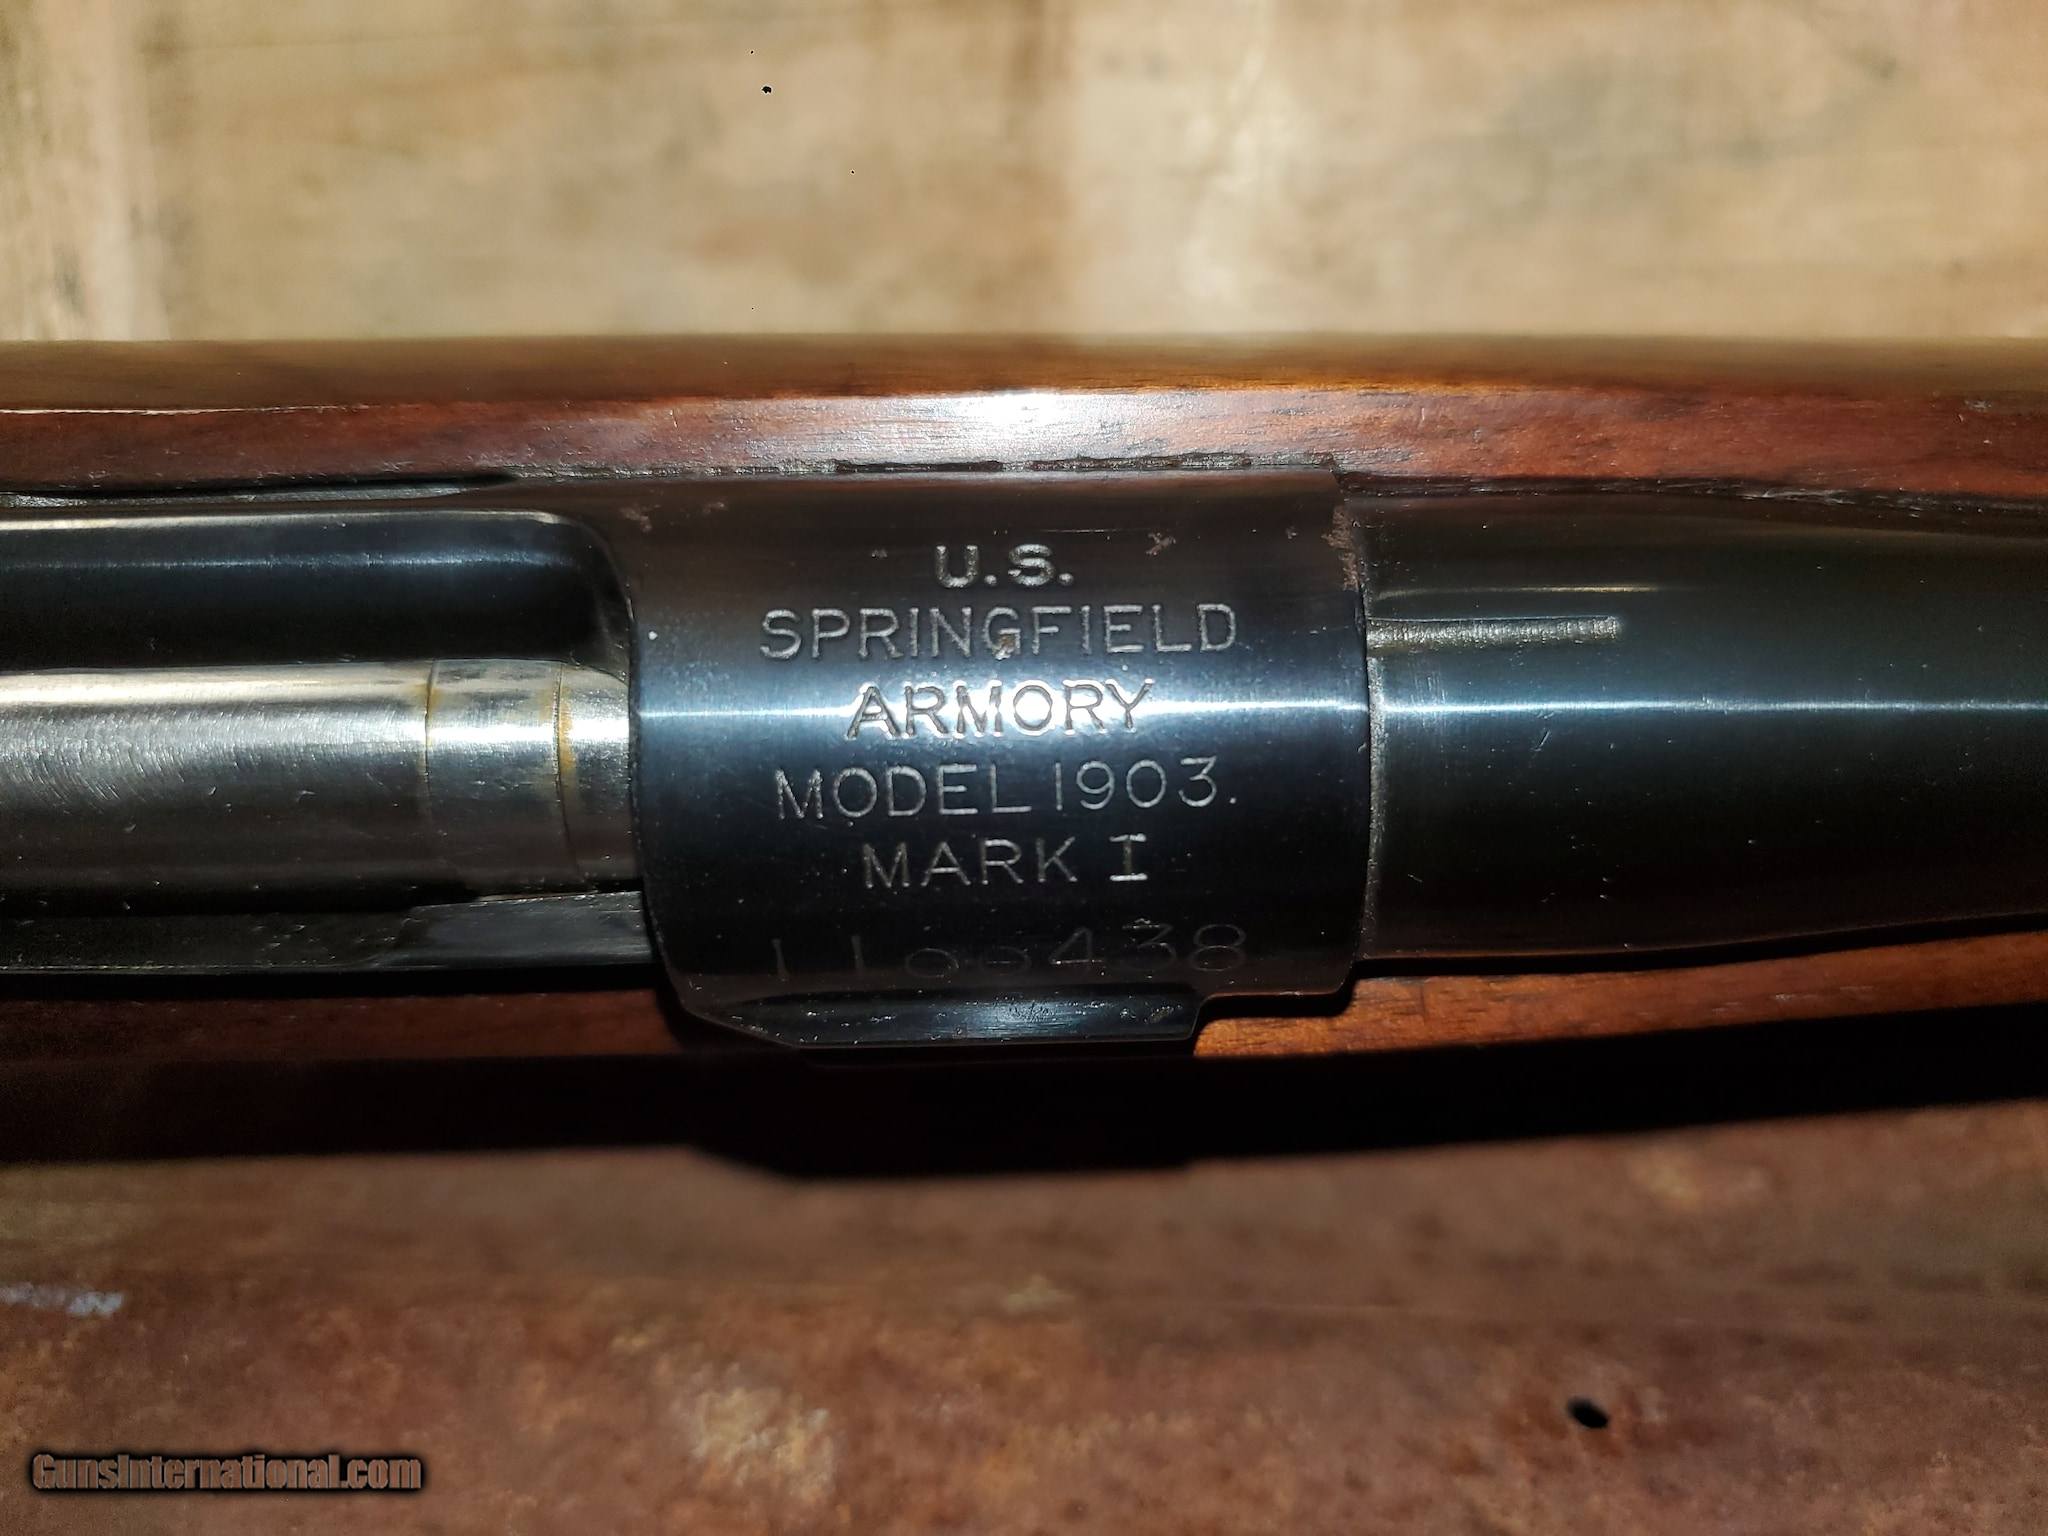 U.S.
SPRINGFIELD
ARMORY
MODEL 1903.
MARK I
GunsInternational.com